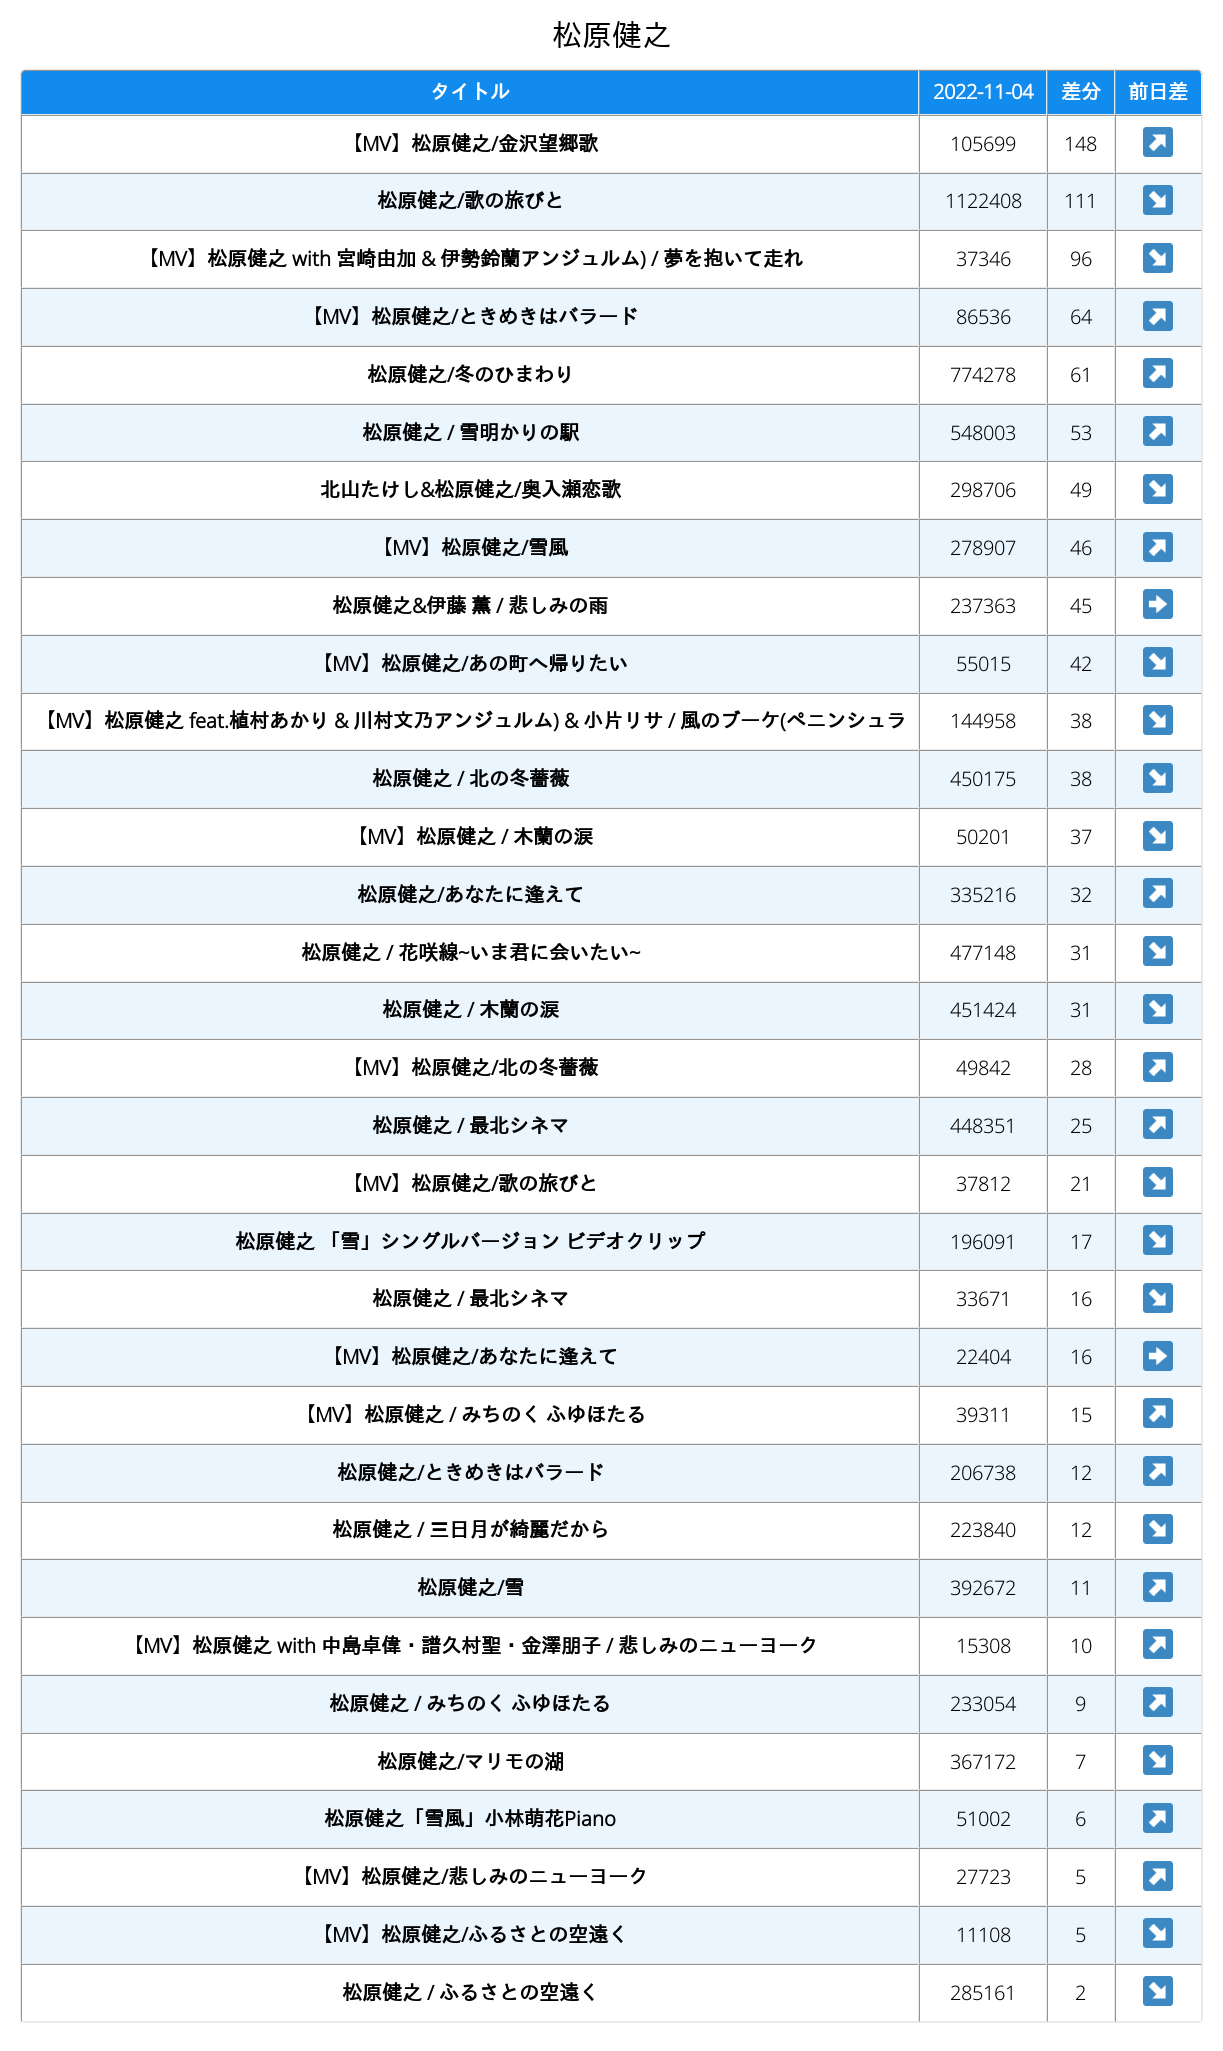 松原健之
タイトル 2022-11-04 差分 前日差
【MV】松原健之/金沢望郷歌 105699 148 ↗
松原健之/歌の旅びと 1122408 111 ↘
【MV】松原健之 with 宮崎由加 & 伊勢鈴蘭アンジュルム) / 夢を抱いて走れ 37346 96 ↘
【MV】松原健之/ときめきはバラード 86536 64 ↗
松原健之/冬のひまわり 774278 61 ↗
松原健之 / 雪明かりの駅 548003 53 ↗
北山たけし&松原健之/奥入瀬恋歌 298706 49 ↘
【MV】松原健之/雪風 278907 46 ↗
松原健之&伊藤 薫 / 悲しみの雨 237363 45 ➡
【MV】松原健之/あの町へ帰りたい 55015 42 ↘
【MV】松原健之 feat.植村あかり & 川村文乃アンジュルム) & 小片リサ / 風のブーケ(ペニンシュラ 144958 38 ↘
松原健之 / 北の冬薔薇 450175 38 ↘
【MV】松原健之 / 木蘭の涙 50201 37 ↘
松原健之/あなたに逢えて 335216 32 ↗
松原健之 / 花咲線~いま君に会いたい~ 477148 31 ↘
松原健之 / 木蘭の涙 451424 31 ↘
【MV】松原健之/北の冬薔薇 49842 28 ↗
松原健之 / 最北シネマ 448351 25 ↗
【MV】松原健之/歌の旅びと 37812 21 ↘
松原健之 「雪」シングルバージョン ビデオクリップ 196091 17 ↘
松原健之 / 最北シネマ 33671 16 ↘
【MV】松原健之/あなたに逢えて 22404 16 ➡
【MV】松原健之 / みちのく ふゆほたる 39311 15 ↗
松原健之/ときめきはバラード 206738 12 ↗
松原健之 / 三日月が綺麗だから 223840 12 ↘
松原健之/雪 392672 11 ↗
【MV】松原健之 with 中島卓偉・譜久村聖・金澤朋子 / 悲しみのニューヨーク 15308 10 ↗
松原健之 / みちのく ふゆほたる 233054 9 ↗
松原健之/マリモの湖 367172 7 ↘
松原健之「雪風」小林萌花Piano 51002 6 ↗
【MV】松原健之/悲しみのニューヨーク 27723 5 ↗
【MV】松原健之/ふるさとの空遠く 11108 5 ↘
松原健之 / ふるさとの空遠く 285161 2 ↘